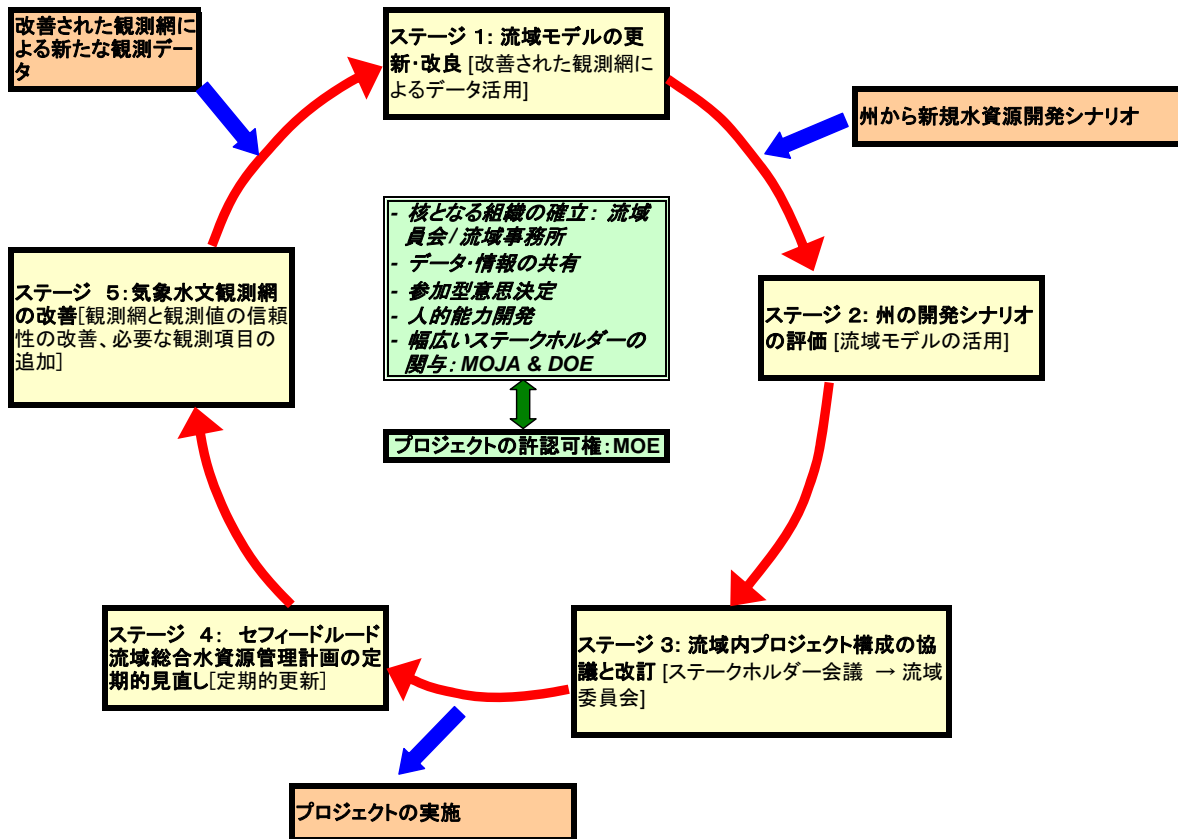 改善された観測網に
よる新たな観測デー
タ
ステージ 1: 流域モデルの更
新・改良 [改善された観測網に
よるデータ活用]
州から新規水資源開発シナリオ
- 核となる組織の確立： 流域
員会/流域事務所
- データ・情報の共有
- 参加型意思決定
- 人的能力開発
- 幅広いステークホルダーの
関与：MOJA & DOE
プロジェクトの許認可権：MOE
ステージ 5：気象水文観測網
の改善[観測網と観測値の信頼
性の改善、必要な観測項目の
追加]
ステージ 2: 州の開発シナリオ
の評価 [流域モデルの活用]
ステージ 4： セフィードルード
流域総合水資源管理計画の定
期的見直し[定期的更新]
ステージ 3: 流域内プロジェクト構成の協
議と改訂 [ステークホルダー会議 → 流域
委員会]
プロジェクトの実施